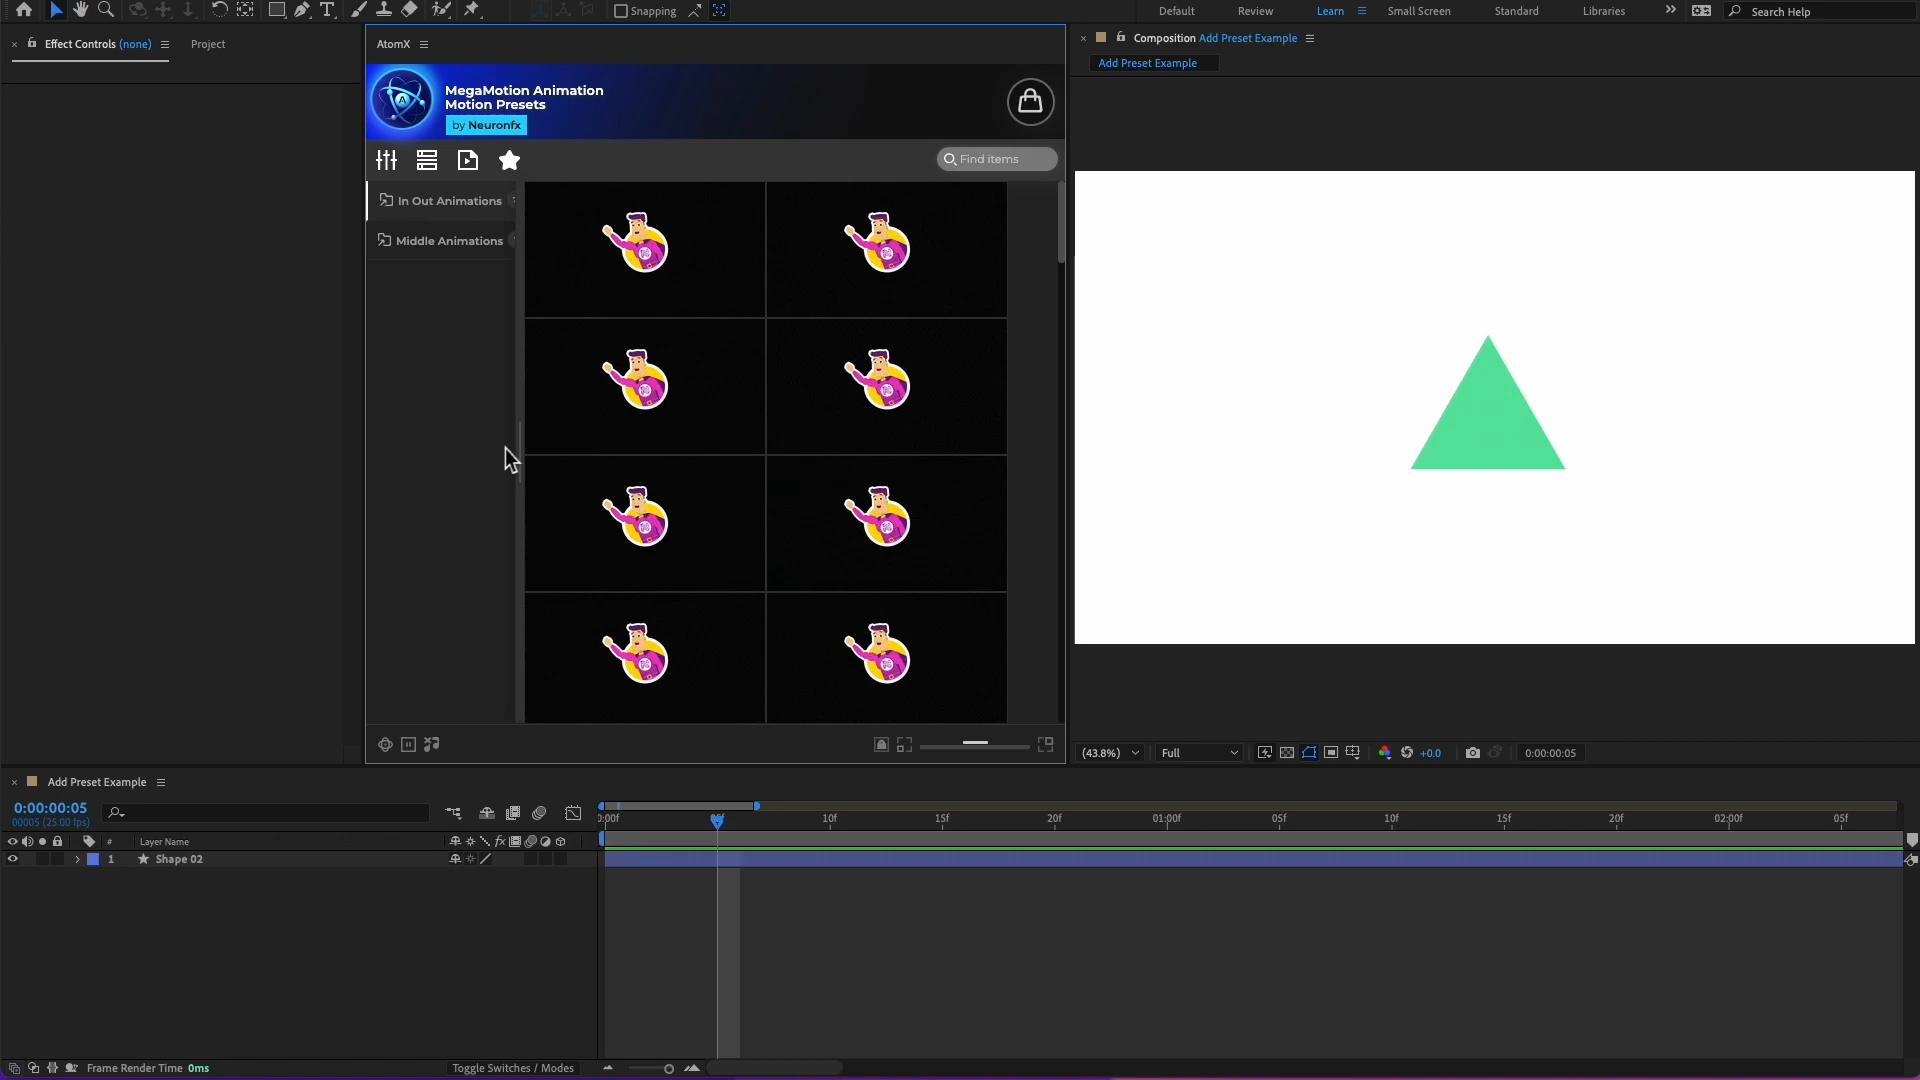 Snapping
Default
Review
Learn
Small Screen
Standard
Libraries
Search Help
Effect Controls (none)
Project
AtomX
Composition Add Preset Example
Add Preset Example
MegaMotion Animation
Motion Presets
by Neuronfx
Find items
In Out Animations
Middle Animations
(43.8%)
Full
+0.0
0:00:00:05
Add Preset Example
0:00:00:05
00005 (25.00 fps)
10f
15f
20f
01:00f
05f
10f
15f
20f
02:00f
05f
#
Layer Name
fx
1
Shape 02
Frame Render Time 0ms
Toggle Switches / Modes